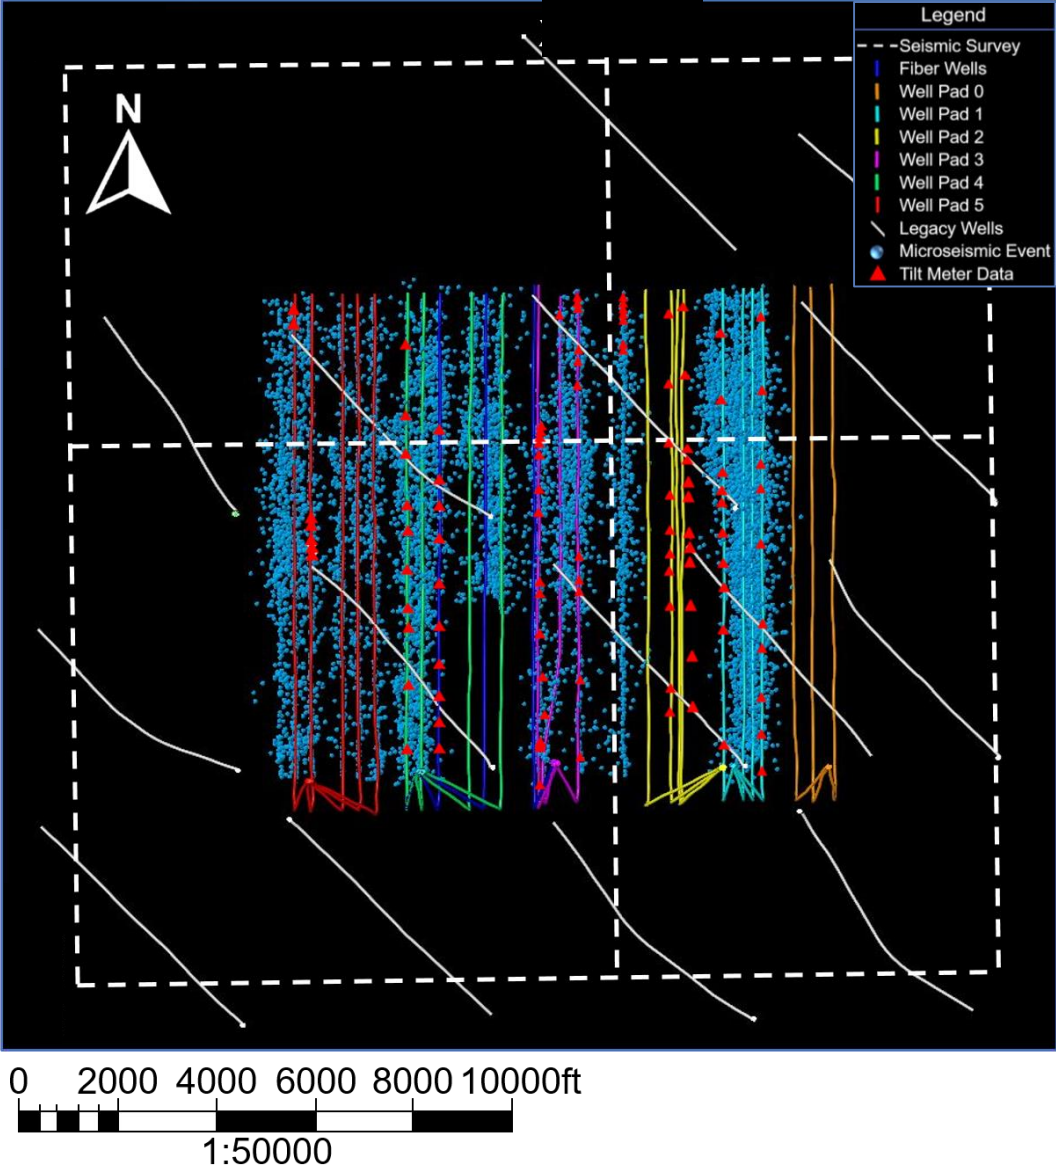 Legend
Seismic Survey
Fiber Wells
Well Pad 0
Well Pad 1
Well Pad 2
Well Pad 3
Well Pad 4
Well Pad 5
Legacy Wells
Microseismic Event
Tilt Meter Data
N
0 2000 4000 6000 8000 10000ft
1:50000